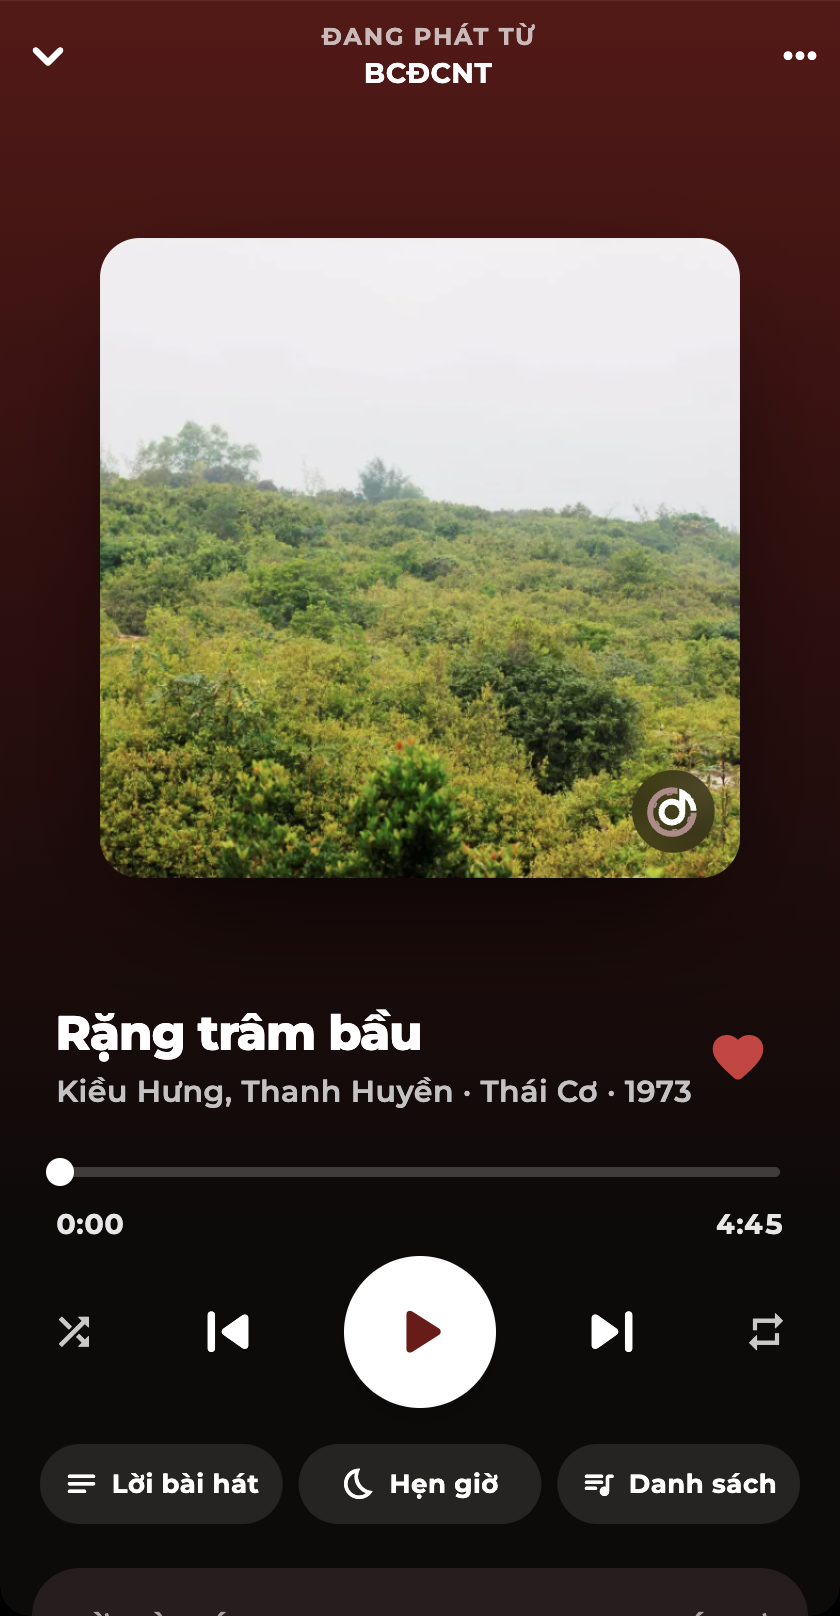 ĐANG PHÁT TỪ
BCĐCNT
Rặng trâm bầu
Kiều Hưng, Thanh Huyền · Thái Cơ · 1973
0:00
4:45
Lời bài hát
Hẹn giờ
Danh sách